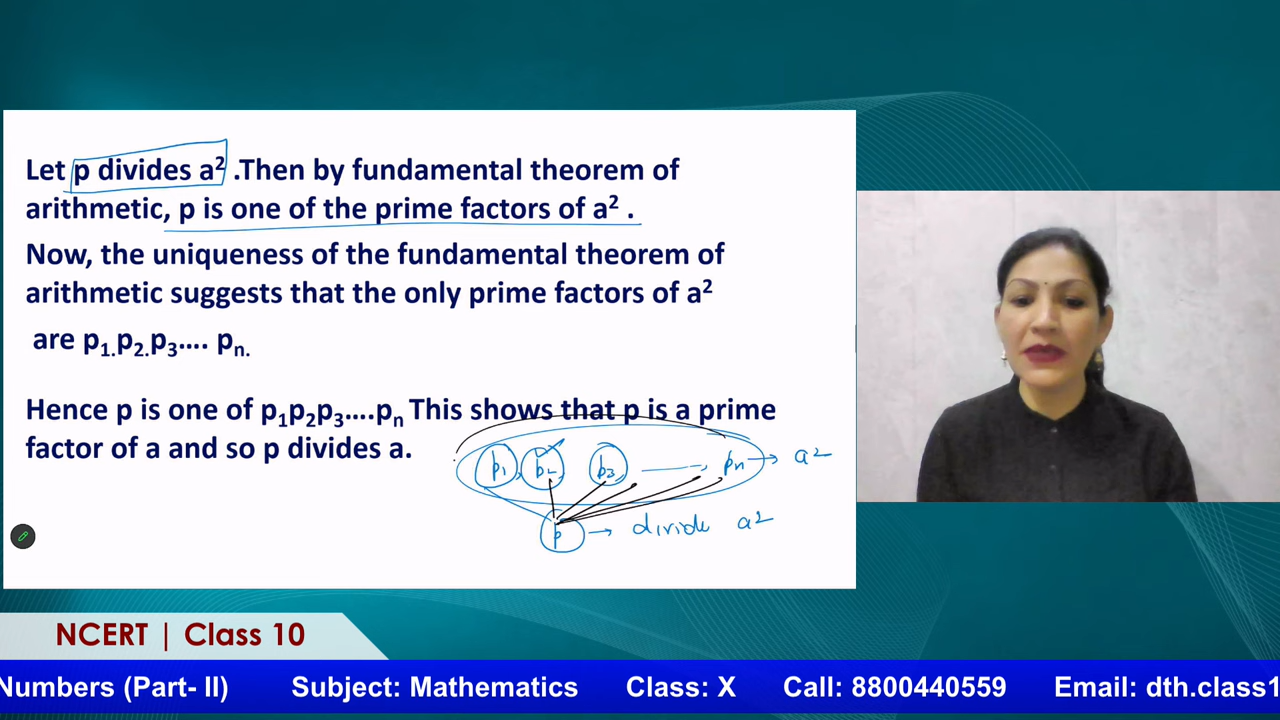 Let p divides a² .Then by fundamental theorem of
arithmetic, p is one of the prime factors of a² .
Now, the uniqueness of the fundamental theorem of
arithmetic suggests that the only prime factors of a²
are p₁.p₂.p₃…. pₙ.
Hence p is one of p₁p₂p₃….pₙ This shows that p is a prime
factor of a and so p divides a.
p₁, p₂, p₃ ——, pₙ → a²
p → divide a²
NCERT | Class 10
Numbers (Part- II) Subject: Mathematics Class: X Call: 8800440559 Email: dth.class1